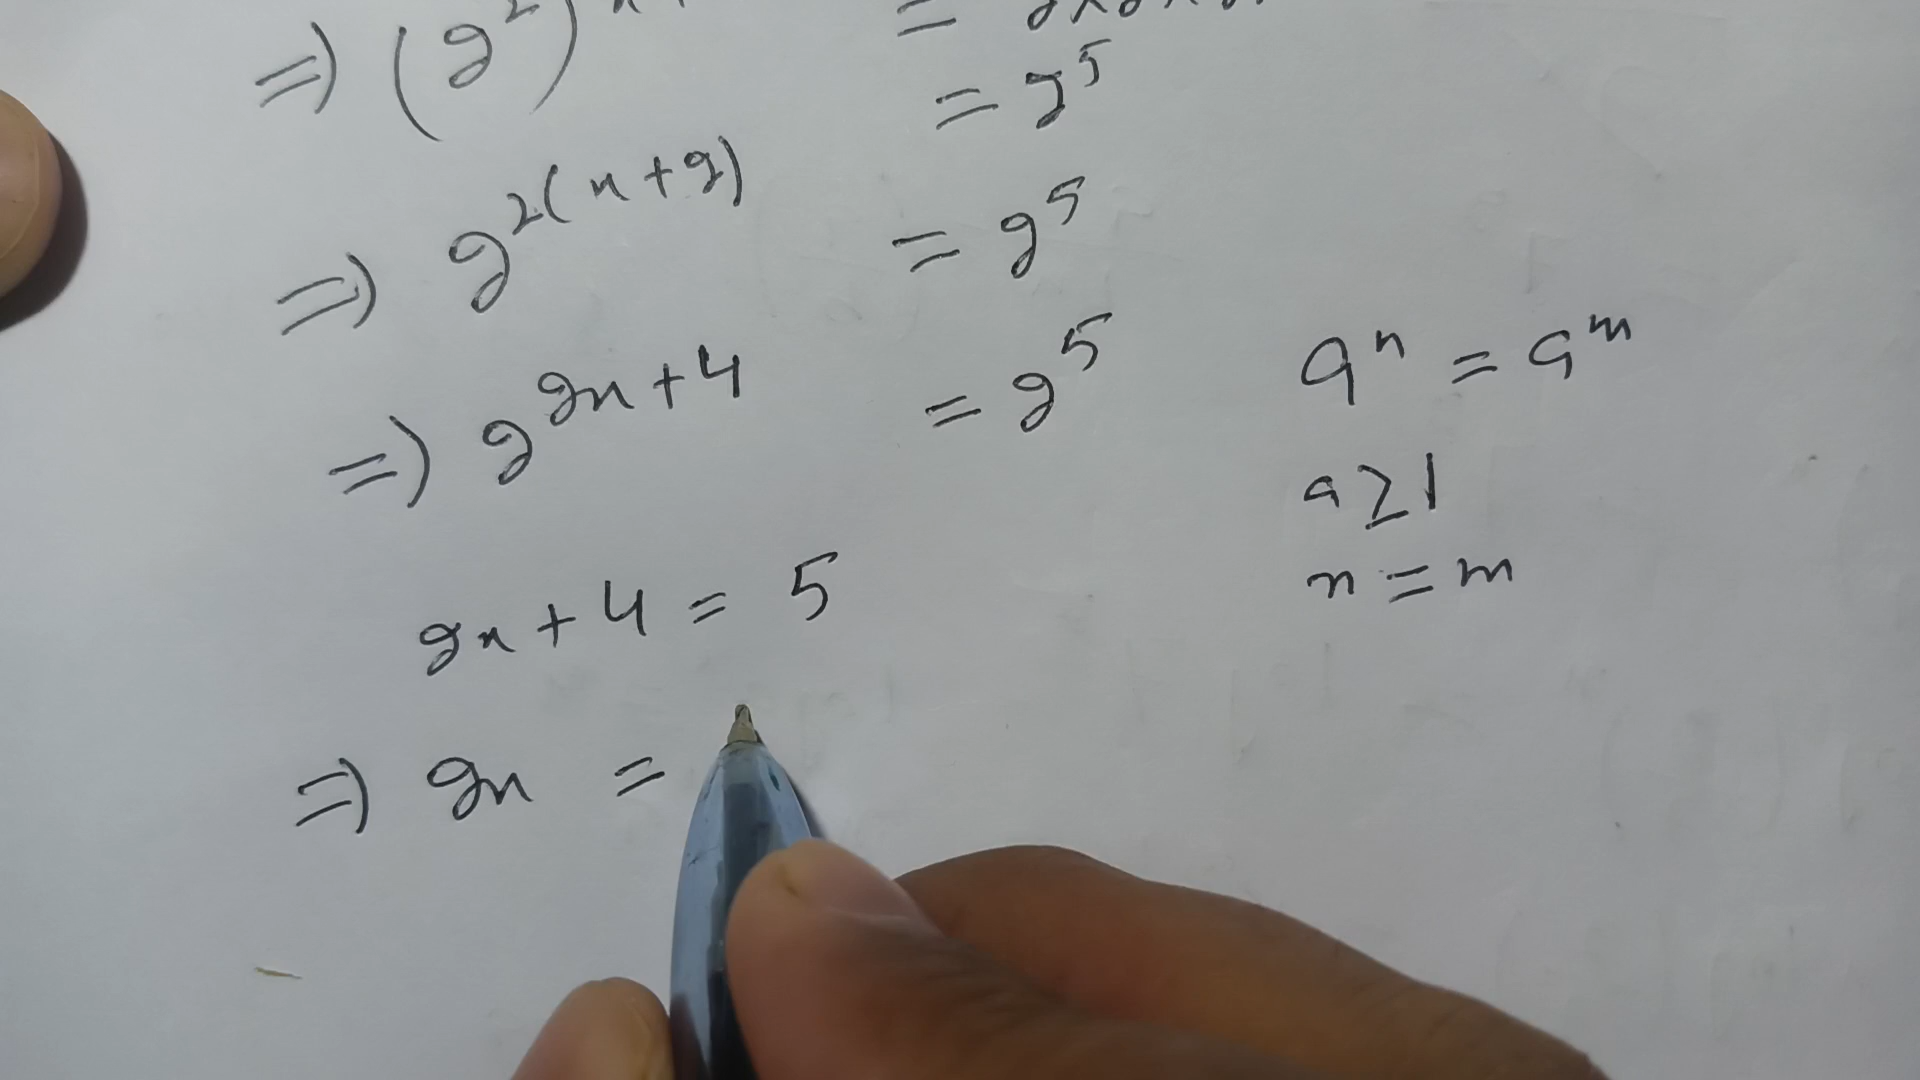 ⇒ (2²)
= 2⁵
⇒ 2^2(x+2) = 2⁵
⇒ 2^2x+4 = 2⁵
aⁿ = aᵐ
a ≥ 1
n = m
2x + 4 = 5
⇒ 2x =